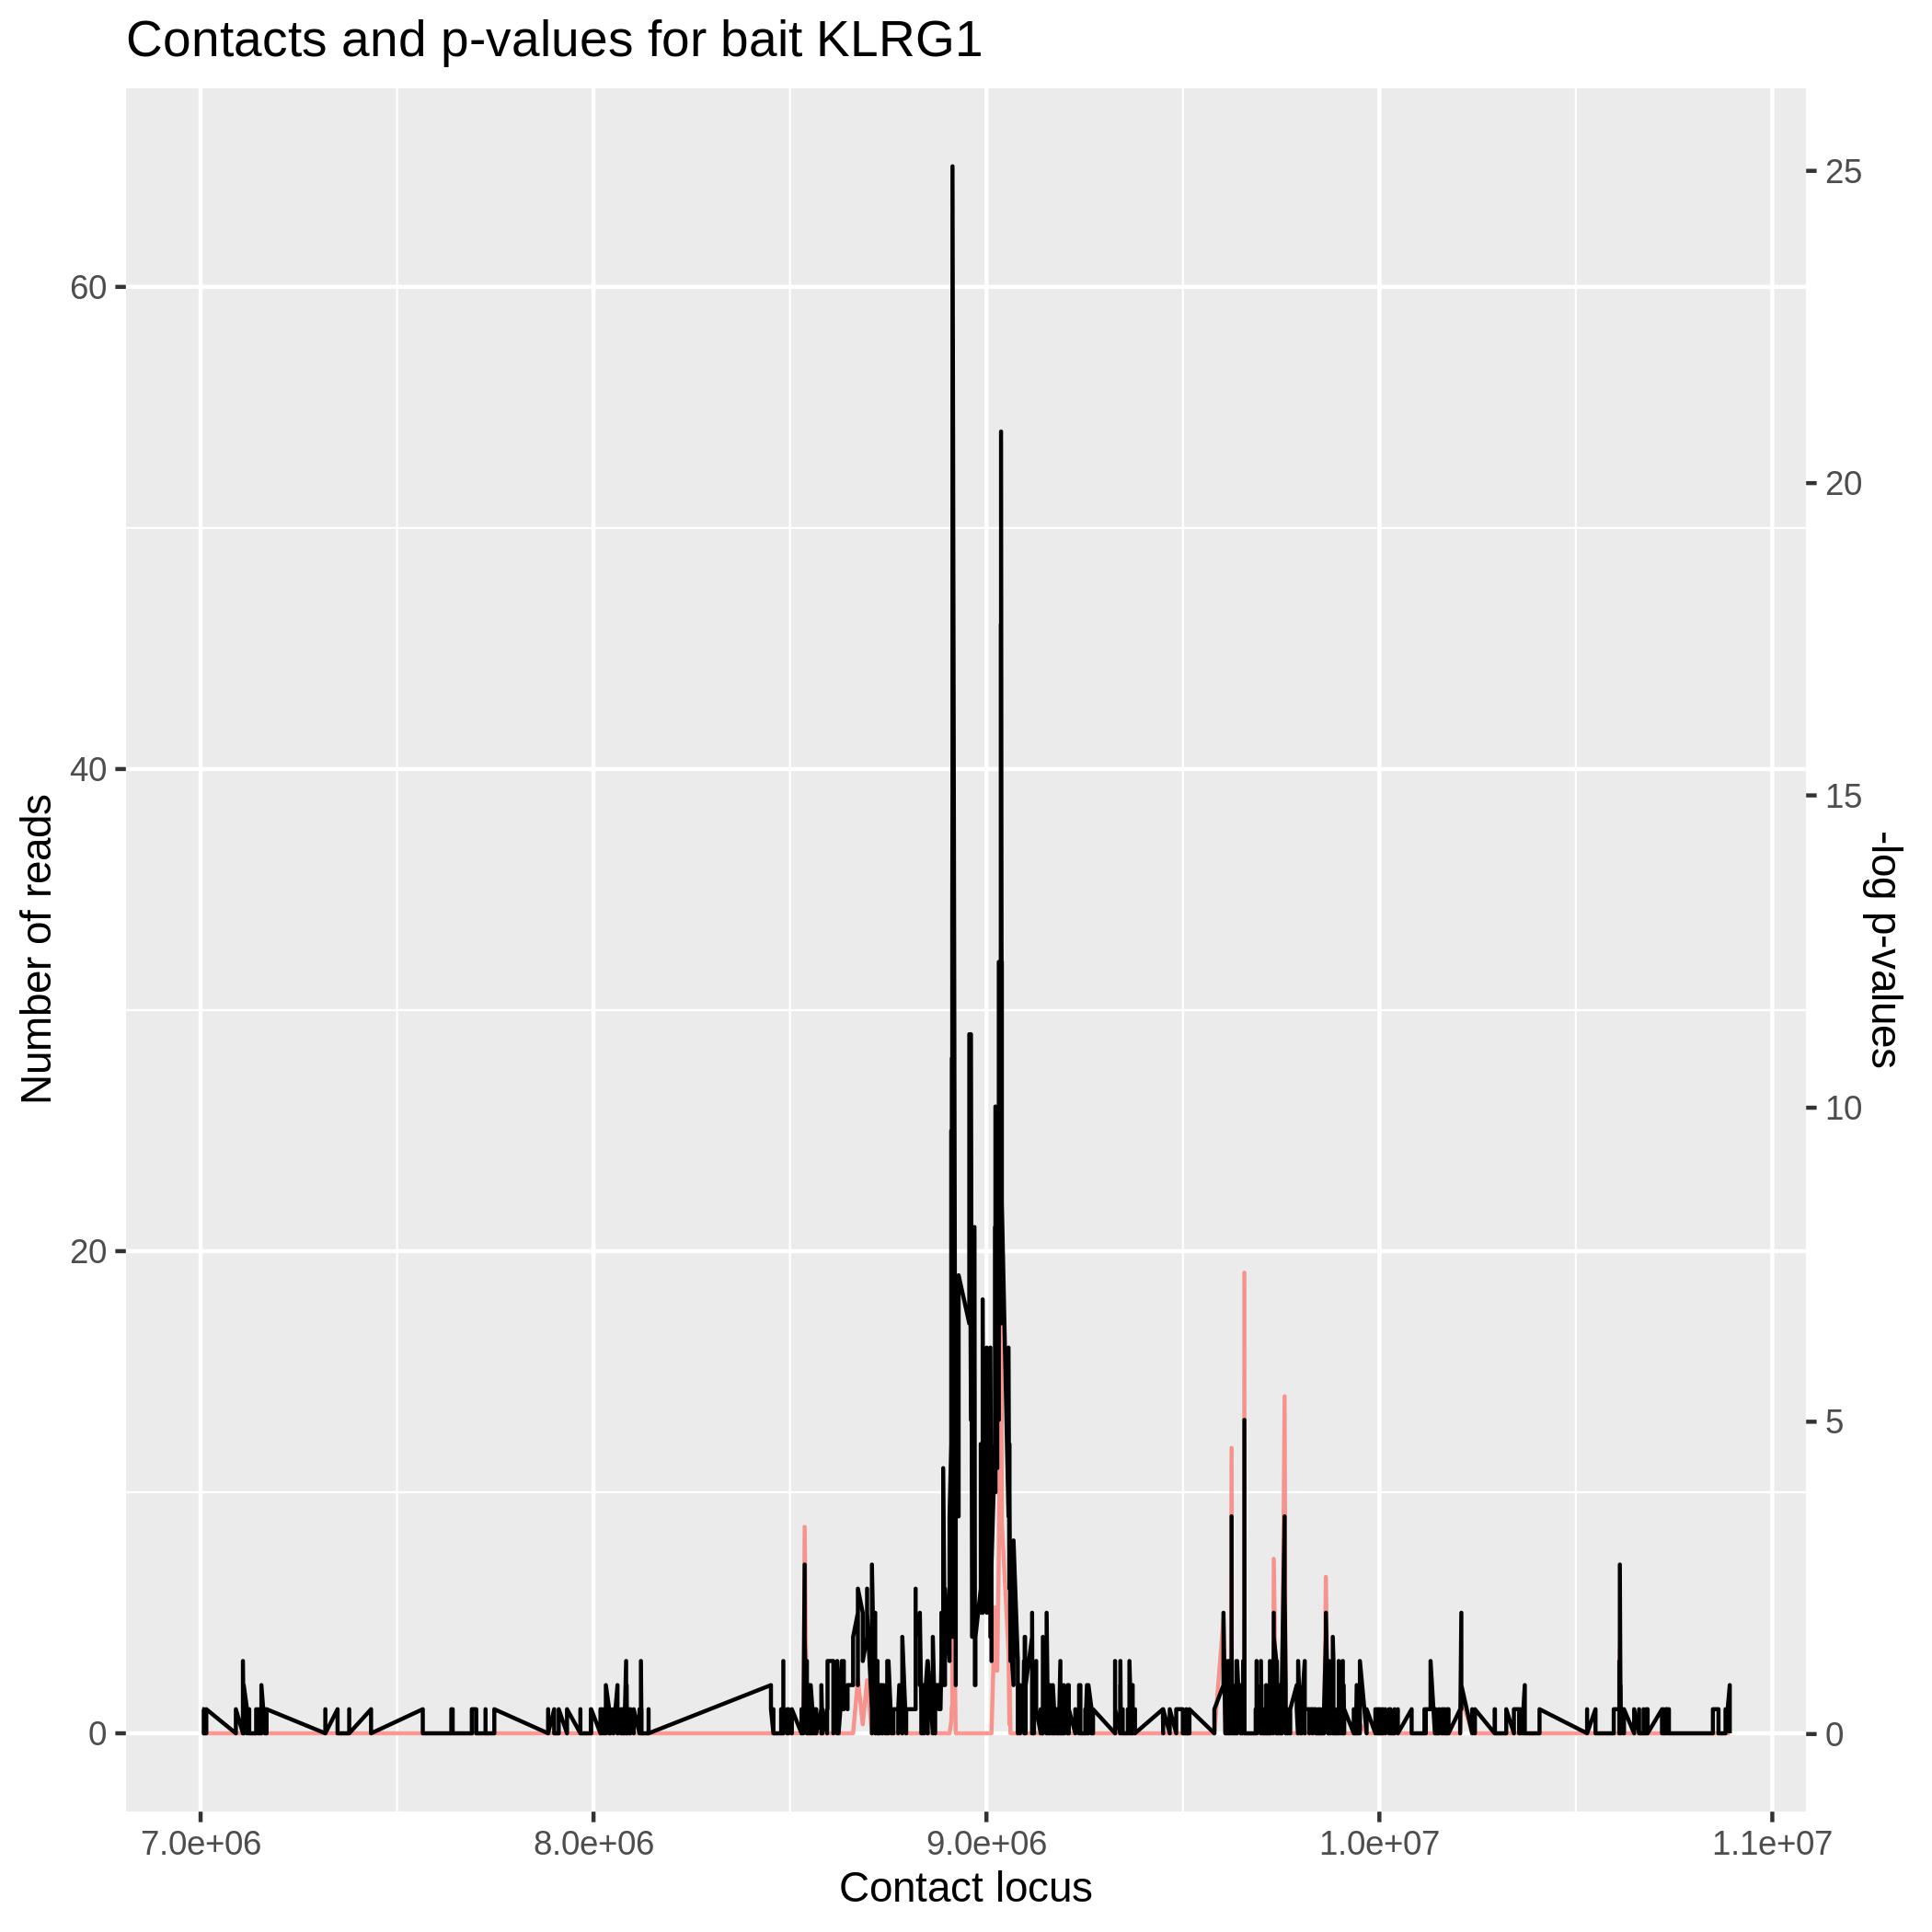 Contacts and p-values for bait KLRG1
60
40
20
0
25
20
15
10
5
0
Number of reads
-log p-values
7.0e+06
8.0e+06
9.0e+06
1.0e+07
1.1e+07
Contact locus